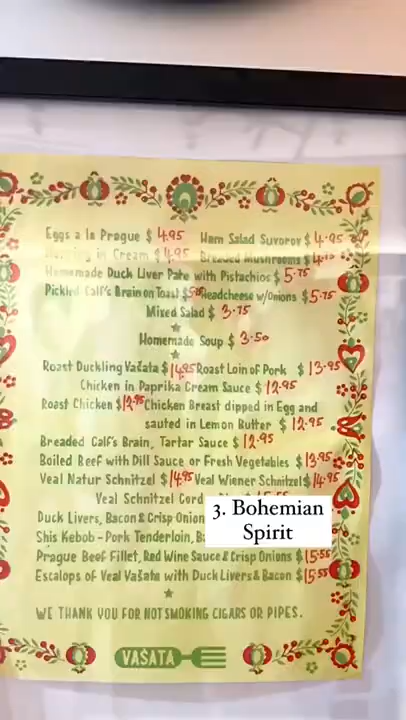 Eggs a la Prague $ 4.95 Ham Salad Suvorov $ 4.95
in Cream $ 4.95 Breaded Mushrooms $ 4.95
Homemade Duck Liver Pate with Pistachios $ 5.75
Pickled Calf's Brain on Toast $ Headcheese w/Onions $ 5.75
Mixed Salad $ 3.75
Homemade Soup $ 3.50
Roast Duckling Vašata $ 14.95 Roast Loin of Pork $ 13.95
Chicken in Paprika Cream Sauce $ 12.95
Roast Chicken $ 12.95 Chicken Breast dipped in Egg and
sauted in Lemon Butter $ 12.95
Breaded Calf's Brain, Tartar Sauce $ 12.95
Boiled Beef with Dill Sauce or Fresh Vegetables $ 13.95
Veal Natur Schnitzel $ 14.95 Veal Wiener Schnitzel $ 14.95
Veal Schnitzel Cord
Duck Livers, Bacon & Crisp Onion
Shis Kebob - Pork Tenderloin,
Prague Beef Fillet, Red Wine Sauce & Crisp Onions $ 15.55
Escalops of Veal Vašata with Duck Livers & Bacon $ 15.55
WE THANK YOU FOR NOT SMOKING CIGARS OR PIPES.
VAŠATA
3. Bohemian
Spirit